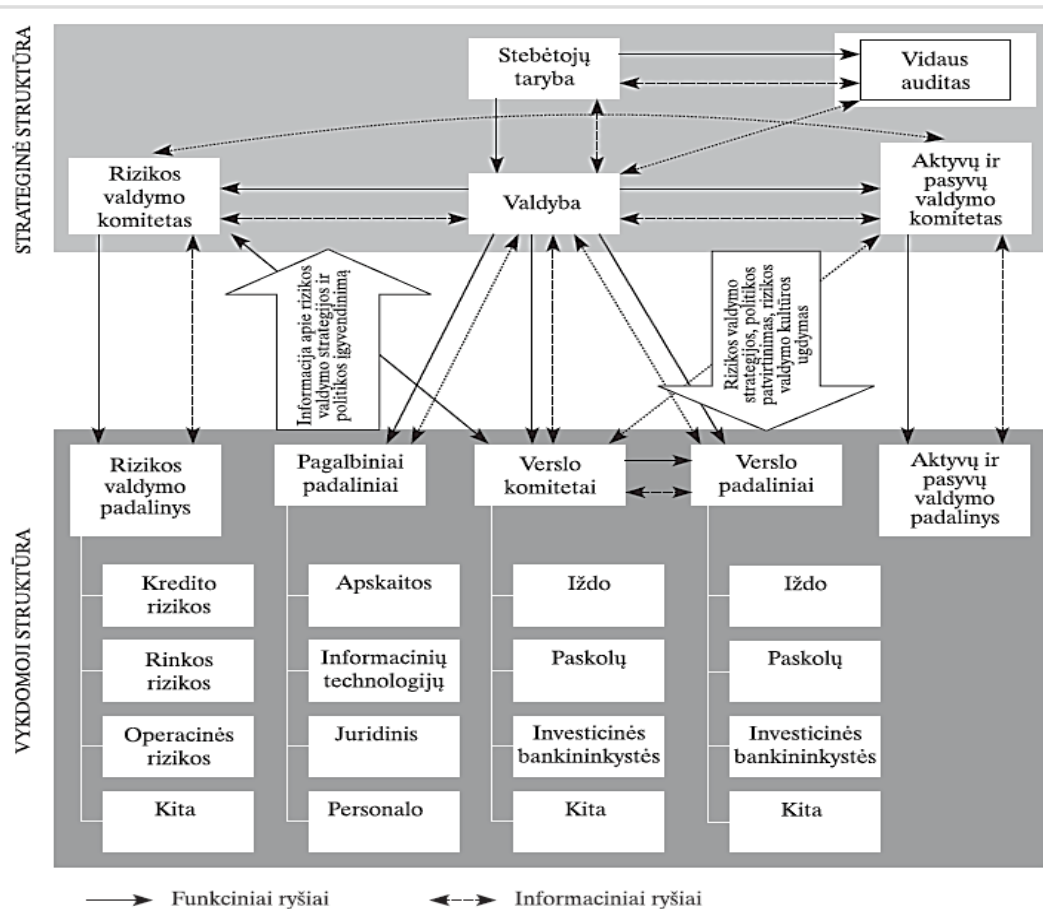 STRATEGINĖ STRUKTŪRA
Stebėtojų
taryba
Vidaus
auditas
Rizikos
valdymo
komitetas
Valdyba
Aktyvų ir
pasyvų
valdymo
komitetas
Informacija apie rizikos
valdymo strategijos ir
politikos įgyvendinimą
Rizikos valdymo
strategijos, politikos
patvirtinimas, rizikos
valdymo kultūros
ugdymas
VYKDOMOJI STRUKTŪRA
Rizikos
valdymo
padalinys
Pagalbiniai
padaliniai
Verslo
komitetai
Verslo
padaliniai
Aktyvų ir
pasyvų
valdymo
padalinys
Kredito
rizikos
Rinkos
rizikos
Operacinės
rizikos
Kita
Apskaitos
Informacinių
technologijų
Juridinis
Personalo
Iždo
Paskolų
Investicinės
bankininkystės
Kita
Iždo
Paskolų
Investicinės
bankininkystės
Kita
Funkciniai ryšiai
Informaciniai ryšiai